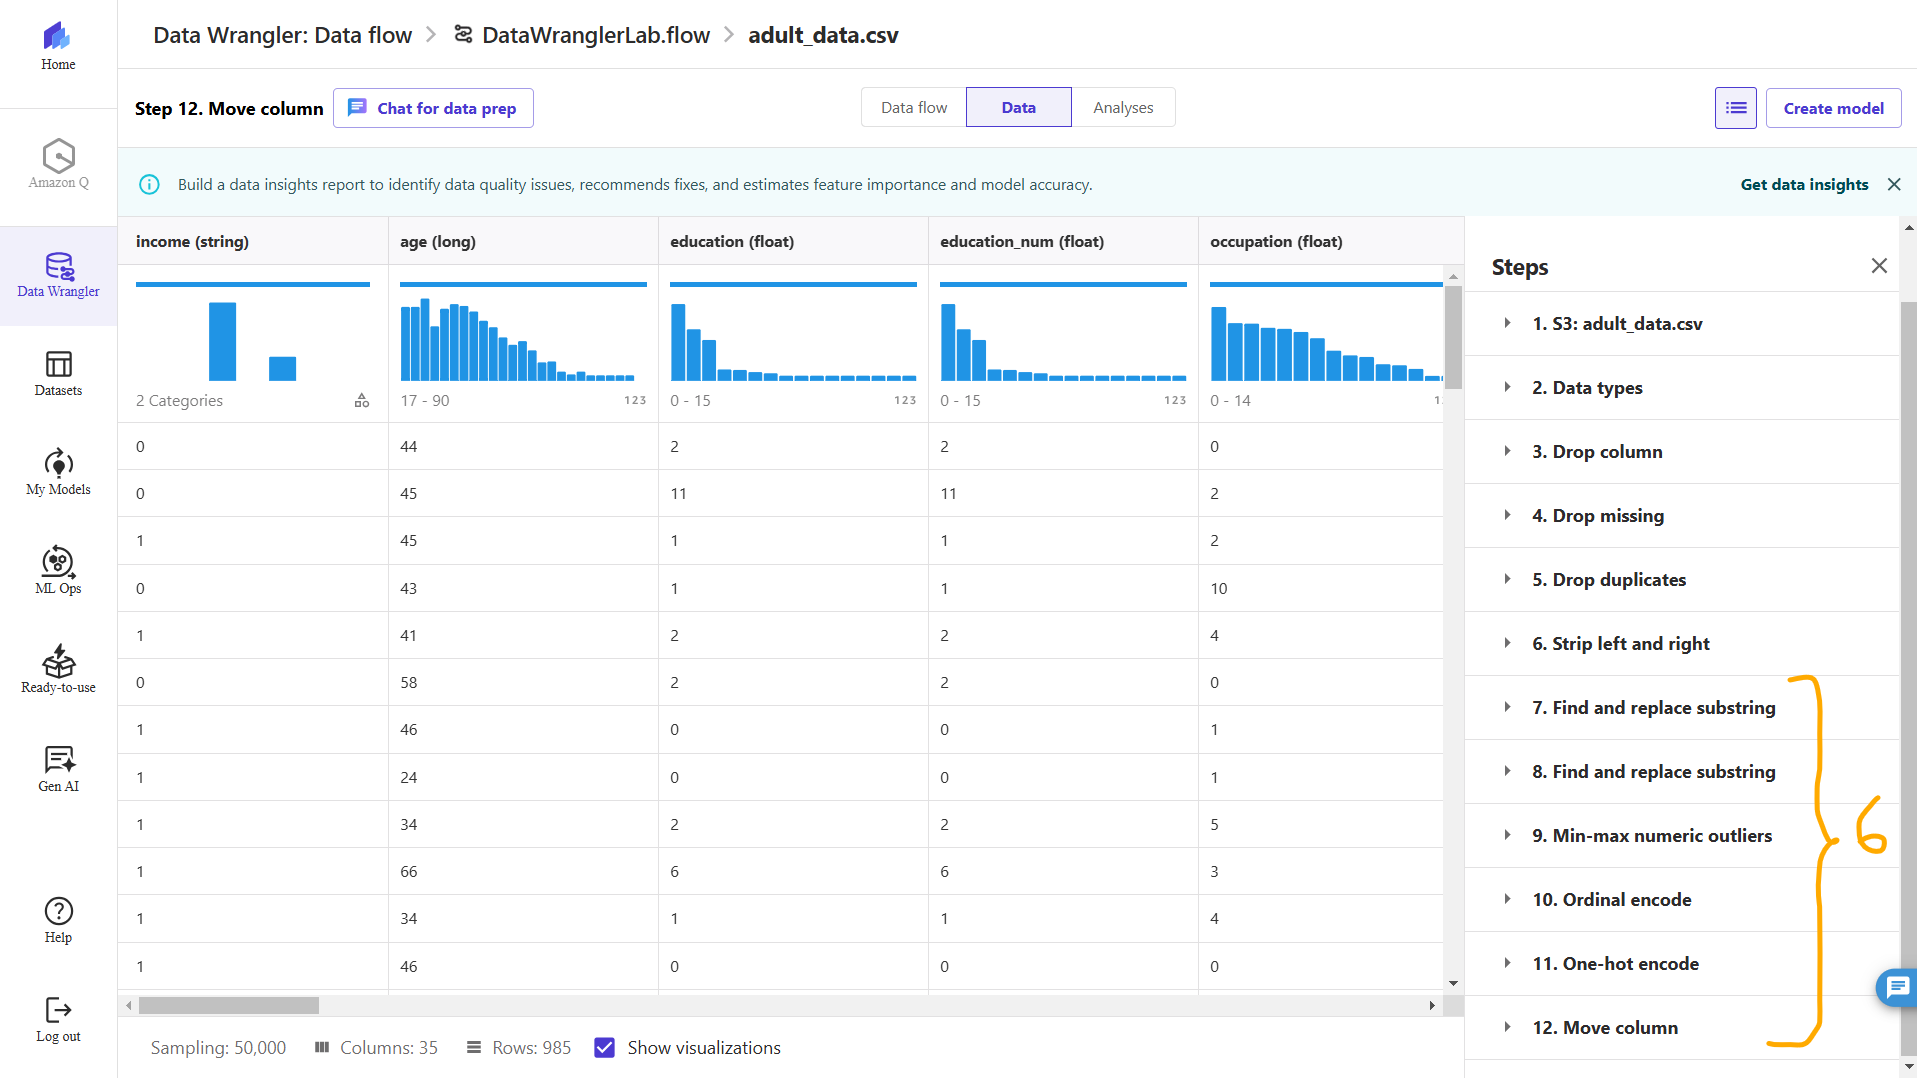 Home
Amazon Q
Data Wrangler
Datasets
My Models
ML Ops
Ready-to-use
Gen AI
Help
Log out
Data Wrangler: Data flow > DataWranglerLab.flow > adult_data.csv
Step 12. Move column
Chat for data prep
Data flow
Data
Analyses
Create model
Build a data insights report to identify data quality issues, recommends fixes, and estimates feature importance and model accuracy.
Get data insights
income (string) age (long) education (float) education_num (float) occupation (float)
2 Categories 17 - 90 123 0 - 15 123 0 - 15 123 0 - 14
0 44 2 2 0
0 45 11 11 2
1 45 1 1 2
0 43 1 1 10
1 41 2 2 4
0 58 2 2 0
1 46 0 0 1
1 24 0 0 1
1 34 2 2 5
1 66 6 6 3
1 34 1 1 4
1 46 0 0 0
Sampling: 50,000 Columns: 35 Rows: 985 Show visualizations
Steps
1. S3: adult_data.csv
2. Data types
3. Drop column
4. Drop missing
5. Drop duplicates
6. Strip left and right
7. Find and replace substring
8. Find and replace substring
9. Min-max numeric outliers
10. Ordinal encode
11. One-hot encode
12. Move column
6